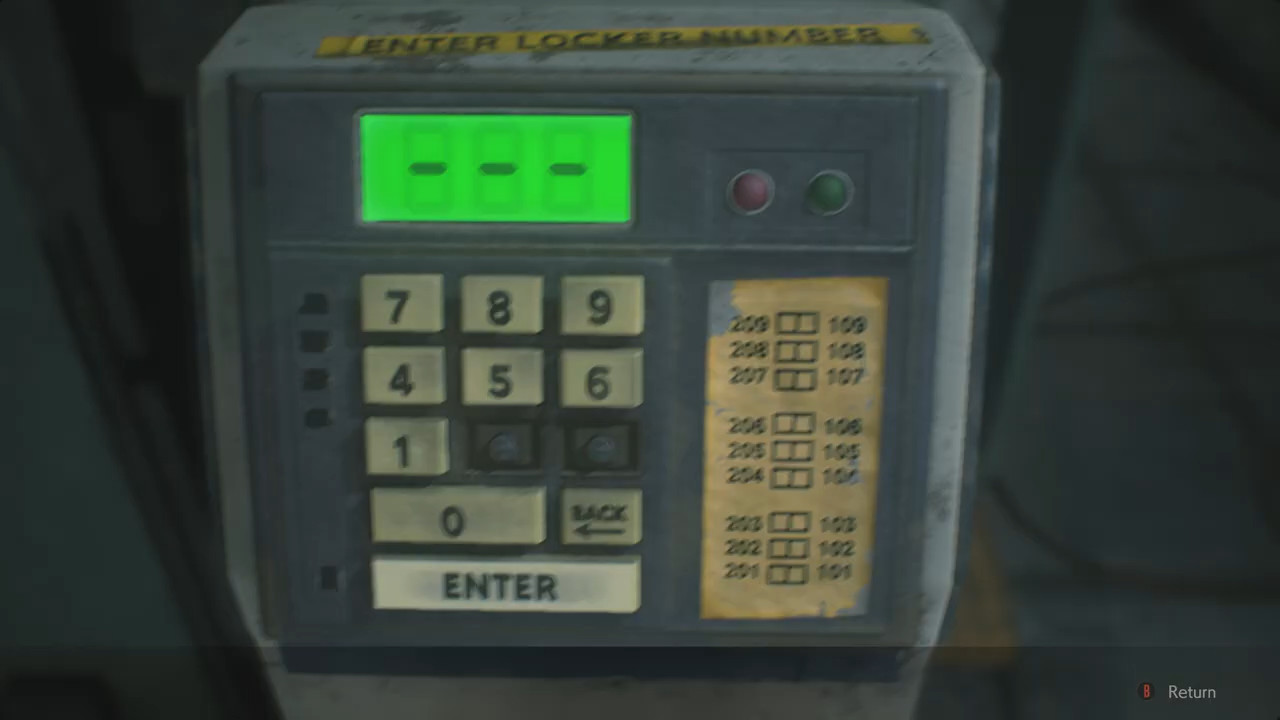 ENTER LOCKER NUMBER
- - -
7 8 9
4 5 6
1
0 BACK
ENTER
209 109
208 108
207 107
206 106
205 105
204 104
203 103
202 102
201 101
B Return